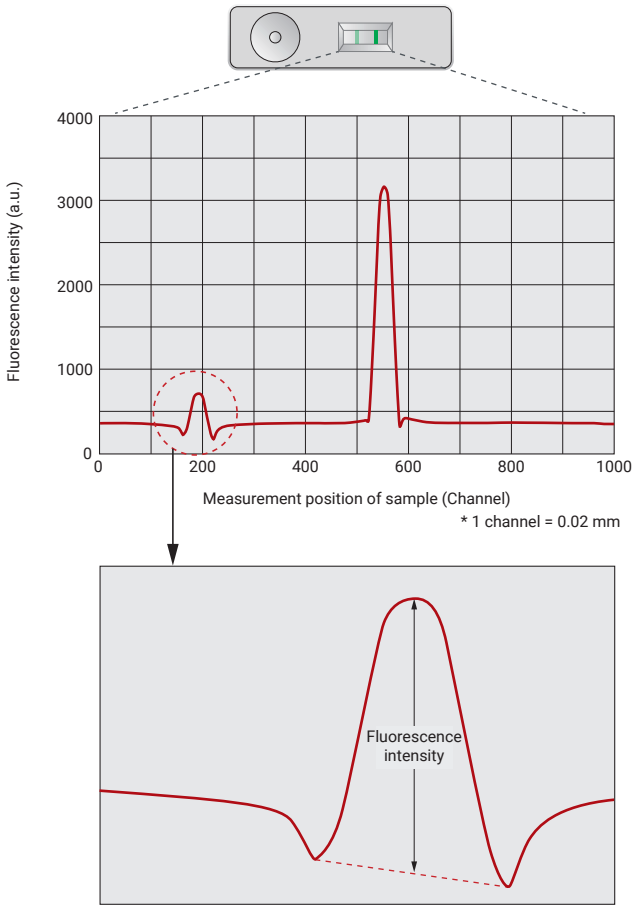 4000
3000
2000
1000
0
Fluorescence intensity (a.u.)
0 200 400 600 800 1000
Measurement position of sample (Channel)
* 1 channel = 0.02 mm
Fluorescence
intensity